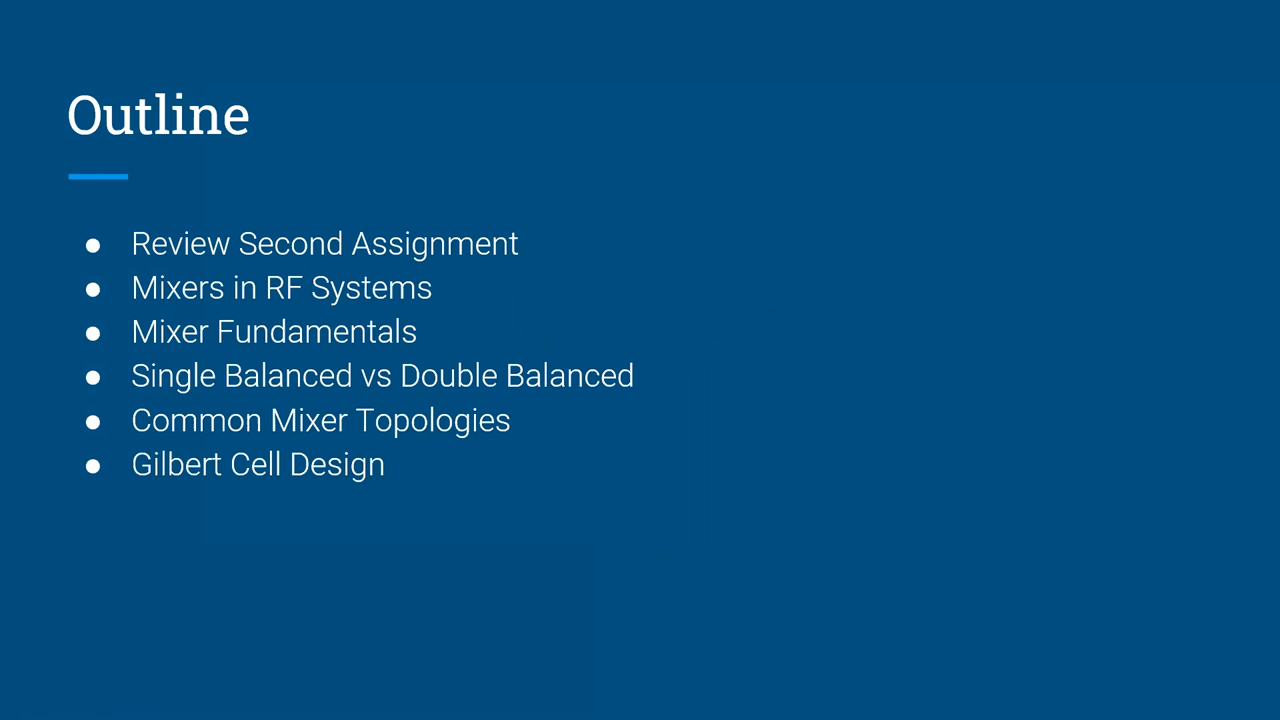 Outline
● Review Second Assignment
● Mixers in RF Systems
● Mixer Fundamentals
● Single Balanced vs Double Balanced
● Common Mixer Topologies
● Gilbert Cell Design